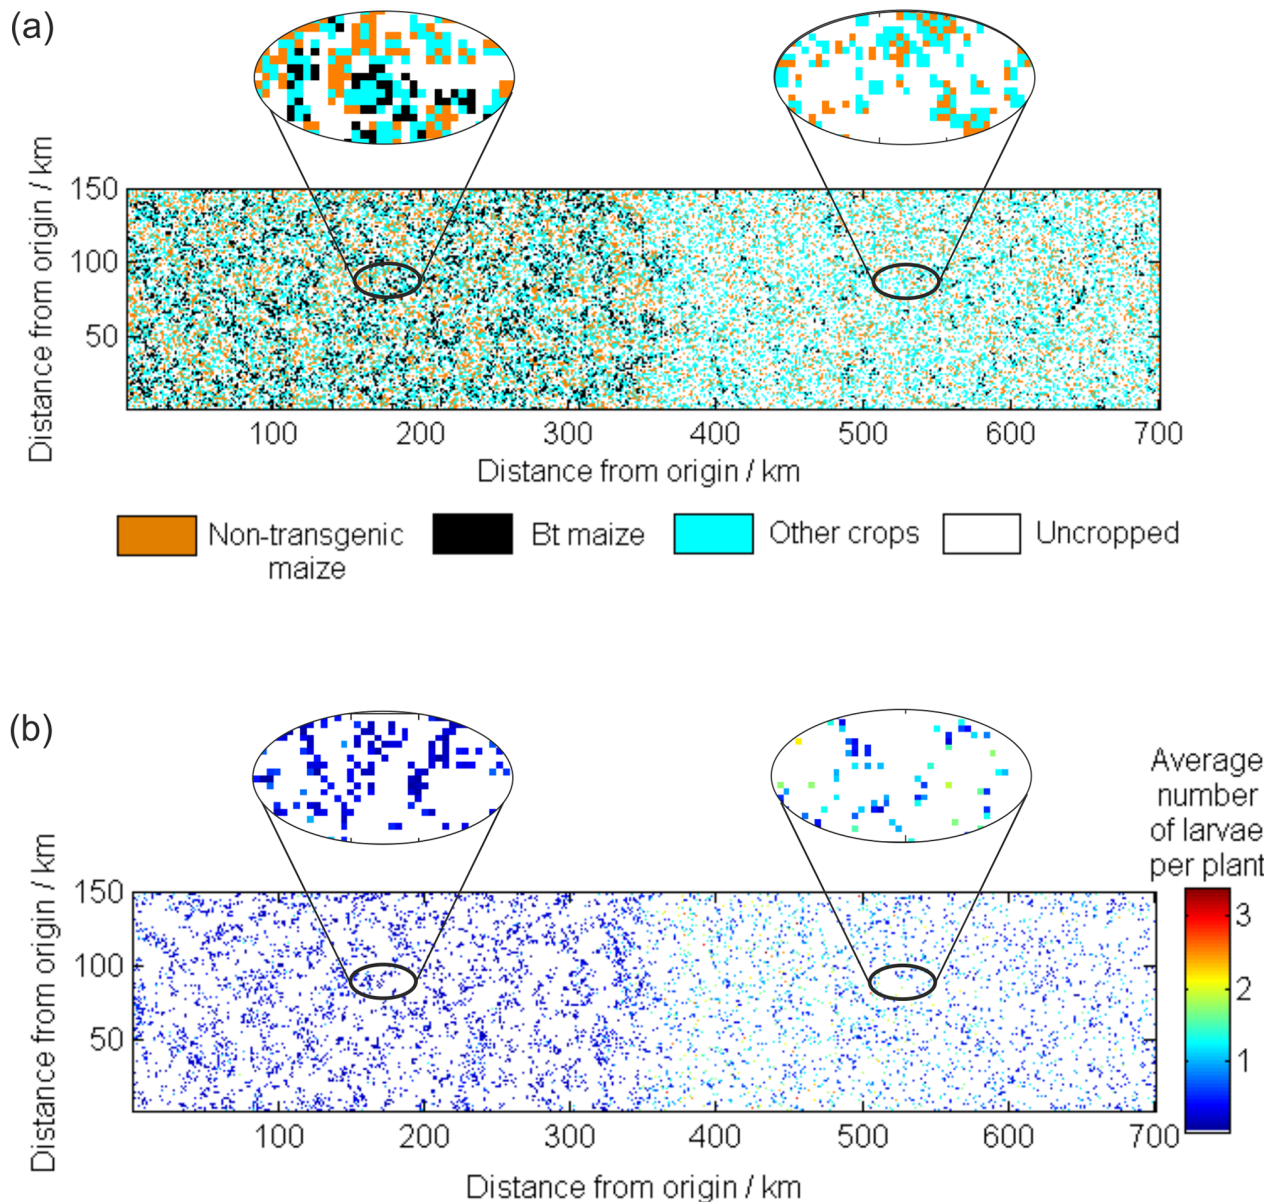 (a)
Distance from origin / km
150
100
50
100 200 300 400 500 600 700
Distance from origin / km
Non-transgenic
maize
Bt maize
Other crops
Uncropped
(b)
Distance from origin / km
150
100
50
100 200 300 400 500 600 700
Distance from origin / km
Average
number
of larvae
per plant
3
2
1